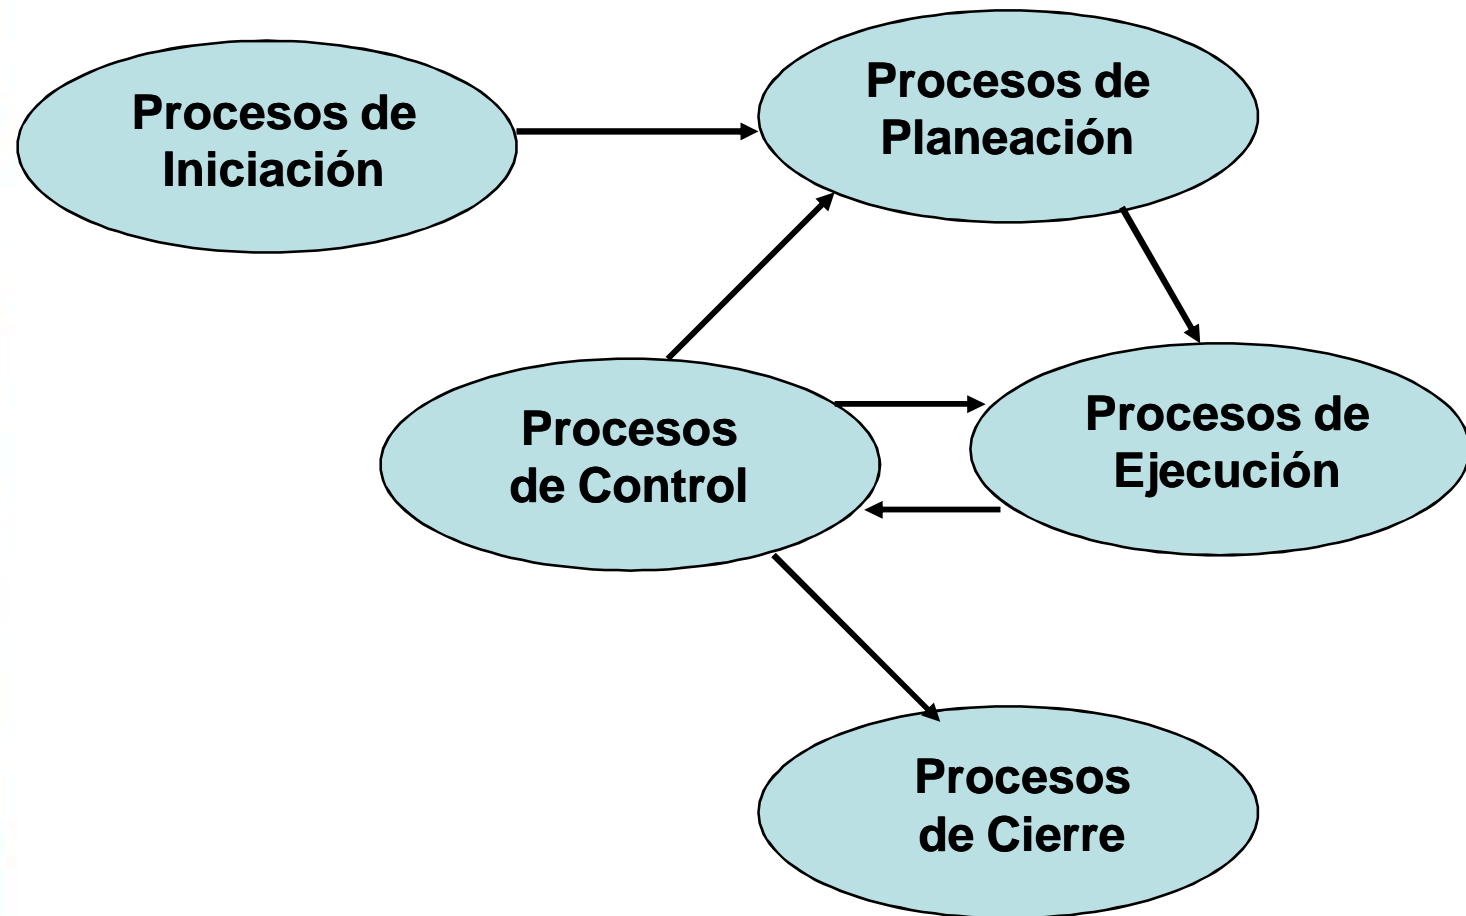 Procesos de
Iniciación
Procesos de
Planeación
Procesos
de Control
Procesos de
Ejecución
Procesos
de Cierre